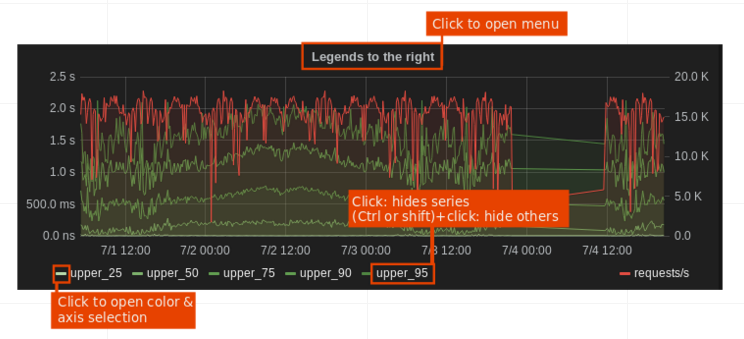 Click to open menu
Legends to the right
2.5 s
20.0 K
2.0 s
15.0 K
1.5 s
1.0 s
10.0 K
500.0 ms
5.0 K
Click: hides series
(Ctrl or shift)+click: hide others
0.0 ns
0.0
7/1 12:00
7/2 00:00
7/2 12:00
7/3 00:00
7/3 12:00
7/4 00:00
7/4 12:00
upper_25
upper_50
upper_75
upper_90
upper_95
requests/s
Click to open color &
axis selection